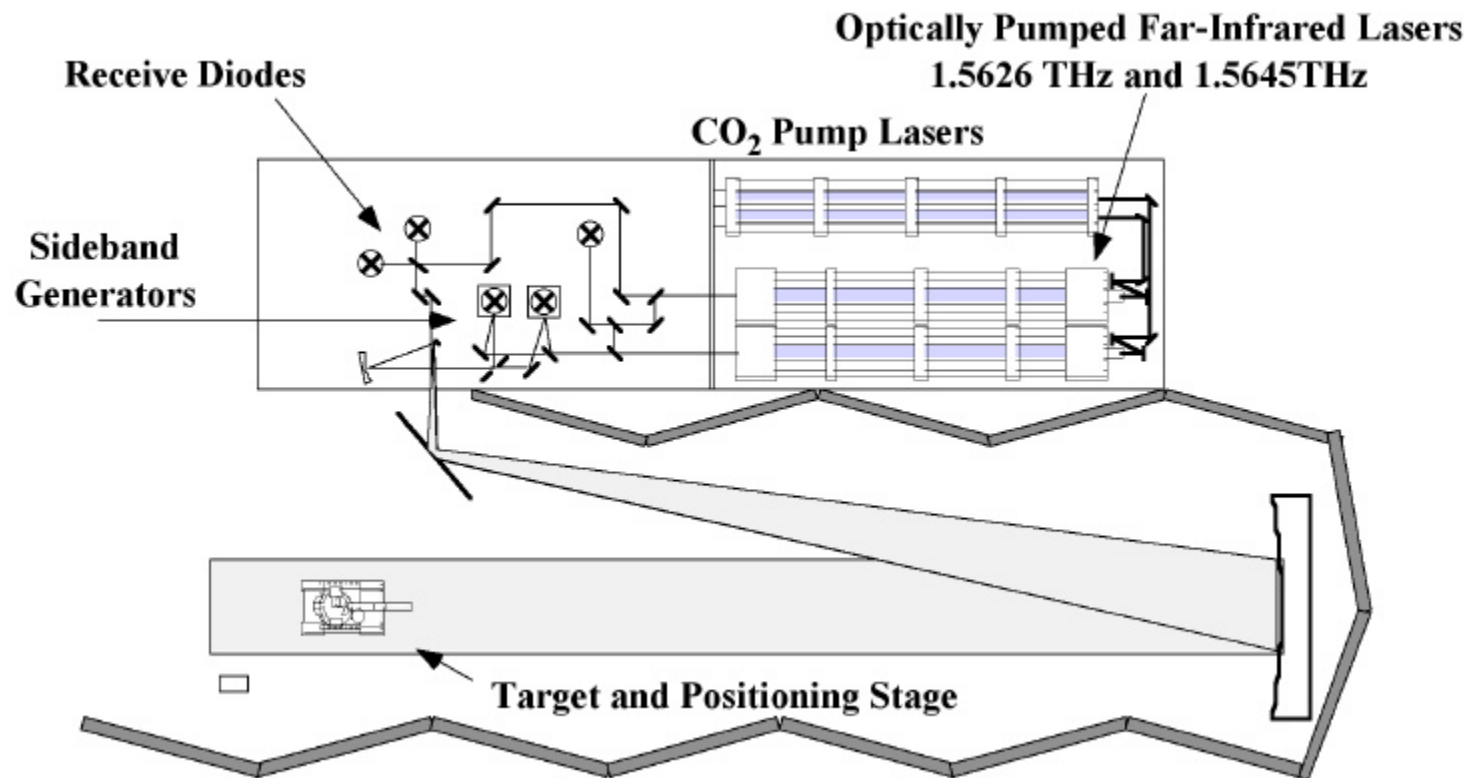 Optically Pumped Far-Infrared Lasers
1.5626 THz and 1.5645THz
Receive Diodes
CO₂ Pump Lasers
Sideband
Generators
Target and Positioning Stage